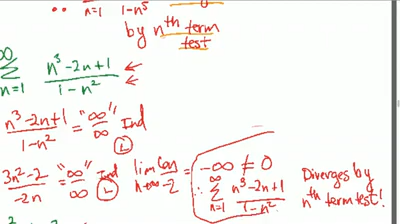 n=1 1-n⁵
by nᵗʰ term
test
∞
Σ n³-2n+1 / 1-n²
n=1
n³-2n+1 / 1-n² = "∞" / ∞ Ind Ⓛ
3n²-2 / -2n = "∞" / ∞ Ind Ⓛ lim n→∞ 6n / -2 = -∞ ≠ 0
∴ ∞ Σ n=1 n³-2n+1 / 1-n²
Diverges by
nᵗʰ term test!